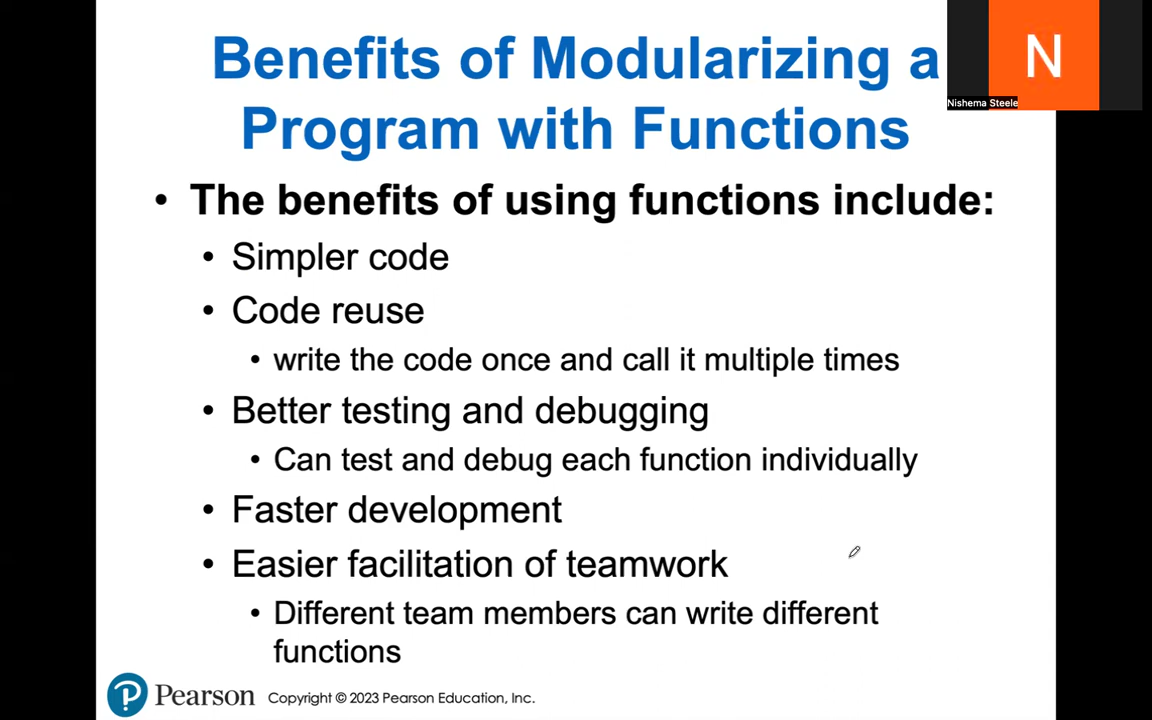 Benefits of Modularizing a
Program with Functions
N
Nishema Steele
• The benefits of using functions include:
• Simpler code
• Code reuse
• write the code once and call it multiple times
• Better testing and debugging
• Can test and debug each function individually
• Faster development
• Easier facilitation of teamwork
• Different team members can write different
functions
P Pearson Copyright © 2023 Pearson Education, Inc.